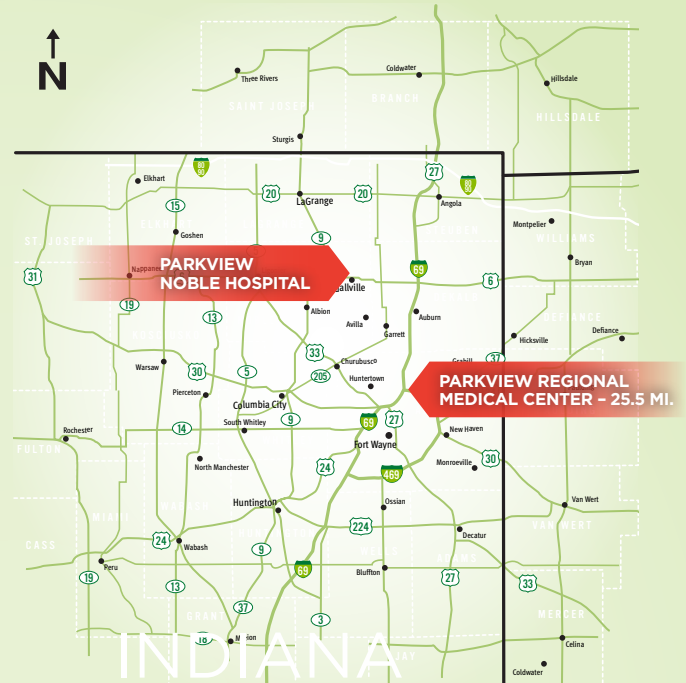 Three Rivers
Coldwater
Hillsdale
SAINT JOSEPH
BRANCH
HILLSDALE
N
Sturgis
80
90
27
80
90
Elkhart
20
20
LaGrange
Angola
15
Goshen
9
Montpelier
ST. JOSEPH
WILLIAMS
PARKVIEW
NOBLE HOSPITAL
Nappanee
31
69
6
Bryan
gallville
19
13
Albion
Avilla
Auburn
Garrett
DEFIANCE
Defiance
Hicksville
33
37
Warsaw
30
5
205
Churubusco
Huntertown
PARKVIEW REGIONAL
MEDICAL CENTER – 25.5 MI.
Pierceton
Columbia City
9
69
27
South Whitley
14
Rochester
FULTON
Fort Wayne
New Haven
North Manchester
24
469
Monroeville
30
Huntington
Ossian
Van Wert
MIAMI
224
VAN WERT
CASS
24
Wabash
9
Decatur
ADAMS
Peru
19
13
69
Bluffton
27
33
37
3
GRANT
MERCER
18
Marion
Celina
INDIANA
JAY
Coldwater